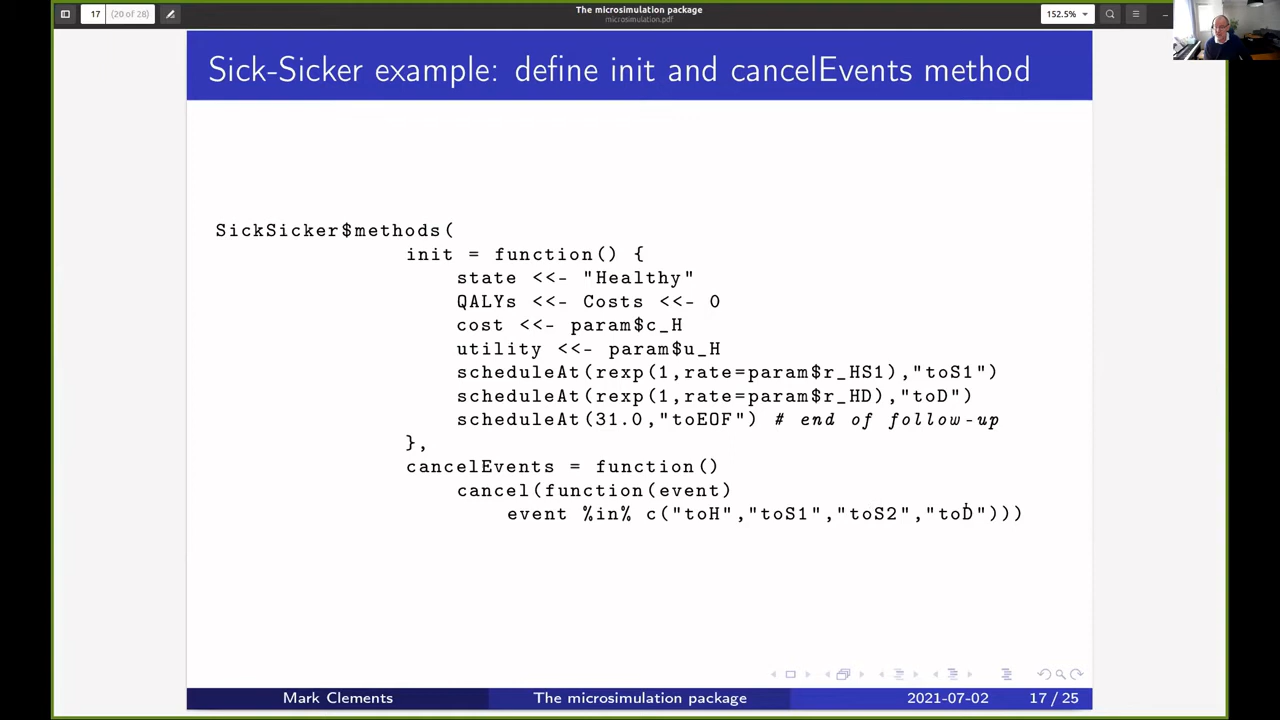 17
(20 of 28)
The microsimulation package
microsimulation.pdf
152.5%
Sick-Sicker example: define init and cancelEvents method
SickSicker$methods(
init = function() {
state <<- "Healthy"
QALYs <<- Costs <<- 0
cost <<- param$c_H
utility <<- param$u_H
scheduleAt(rexp(1,rate=param$r_HS1),"toS1")
scheduleAt(rexp(1,rate=param$r_HD),"toD")
scheduleAt(31.0,"toEOF") # end of follow-up
},
cancelEvents = function()
cancel(function(event)
event %in% c("toH","toS1","toS2","toD")))
Mark Clements
The microsimulation package
2021-07-02
17 / 25